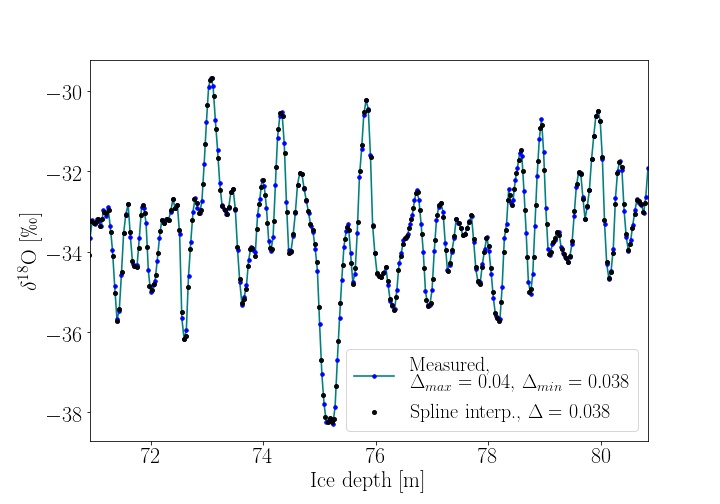 −30
−32
−34
−36
−38
δ¹⁸O [‰]
72 74 76 78 80
Ice depth [m]
Measured,
Δₘₐₓ = 0.04, Δₘᵢₙ = 0.038
Spline interp., Δ = 0.038